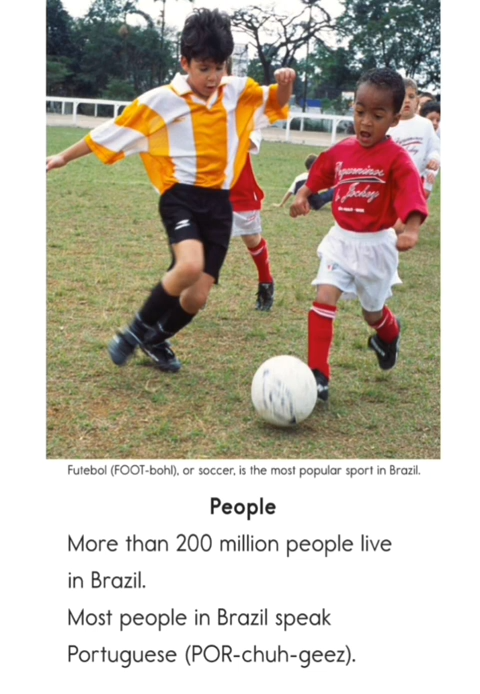 Futebol (FOOT-bohl), or soccer, is the most popular sport in Brazil.
People
More than 200 million people live
in Brazil.
Most people in Brazil speak
Portuguese (POR-chuh-geez).